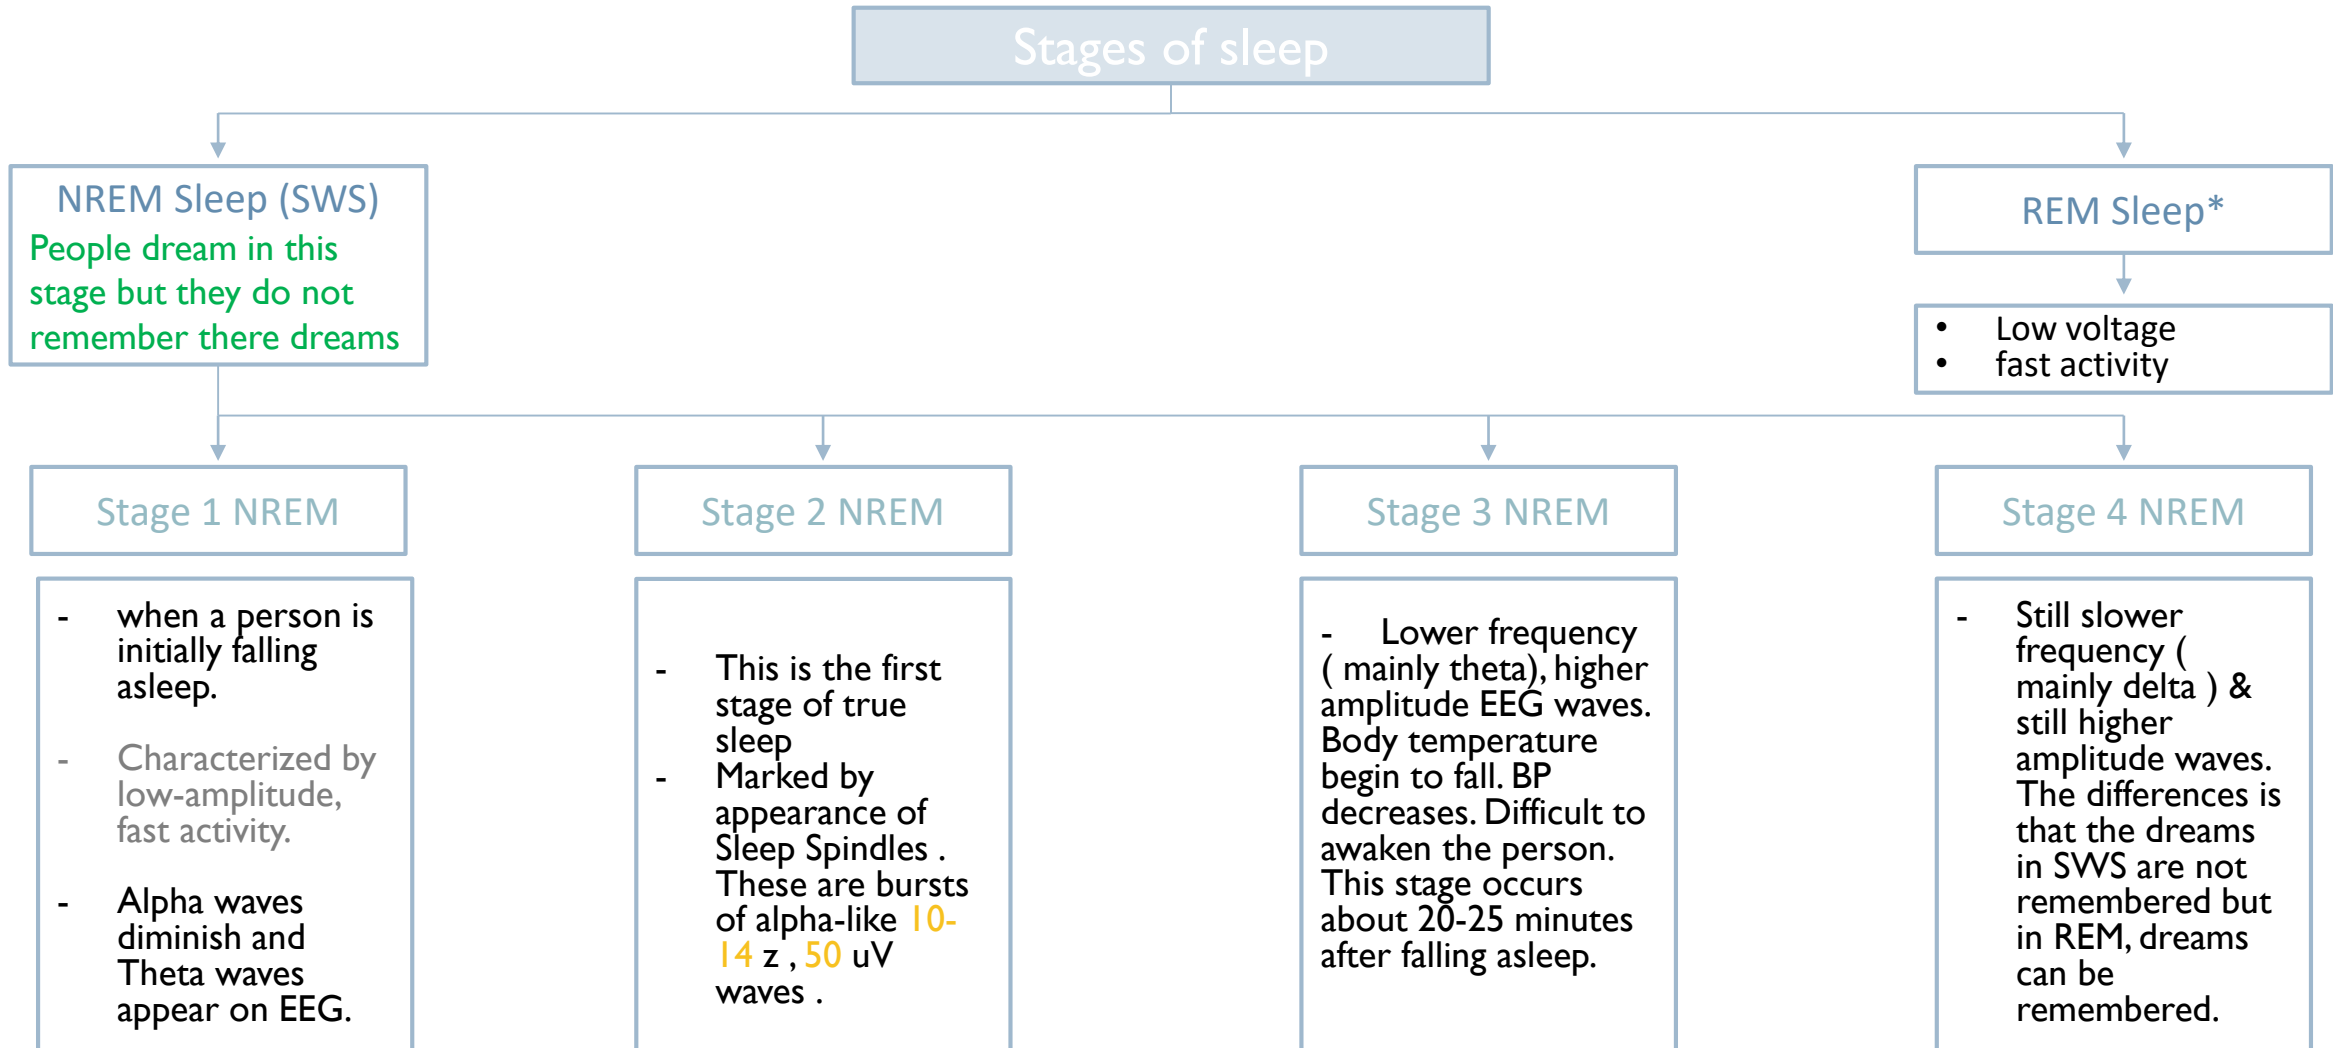 Stages of sleep
NREM Sleep (SWS)
People dream in this
stage but they do not
remember there dreams
REM Sleep*
• Low voltage
• fast activity
Stage 1 NREM
- when a person is
initially falling
asleep.
- Characterized by
low-amplitude,
fast activity.
- Alpha waves
diminish and
Theta waves
appear on EEG.
Stage 2 NREM
- This is the first
stage of true
sleep
- Marked by
appearance of
Sleep Spindles .
These are bursts
of alpha-like 10-
14 z , 50 uV
waves .
Stage 3 NREM
- Lower frequency
( mainly theta), higher
amplitude EEG waves.
Body temperature
begin to fall. BP
decreases. Difficult to
awaken the person.
This stage occurs
about 20-25 minutes
after falling asleep.
Stage 4 NREM
- Still slower
frequency (
mainly delta ) &
still higher
amplitude waves.
The differences is
that the dreams
in SWS are not
remembered but
in REM, dreams
can be
remembered.